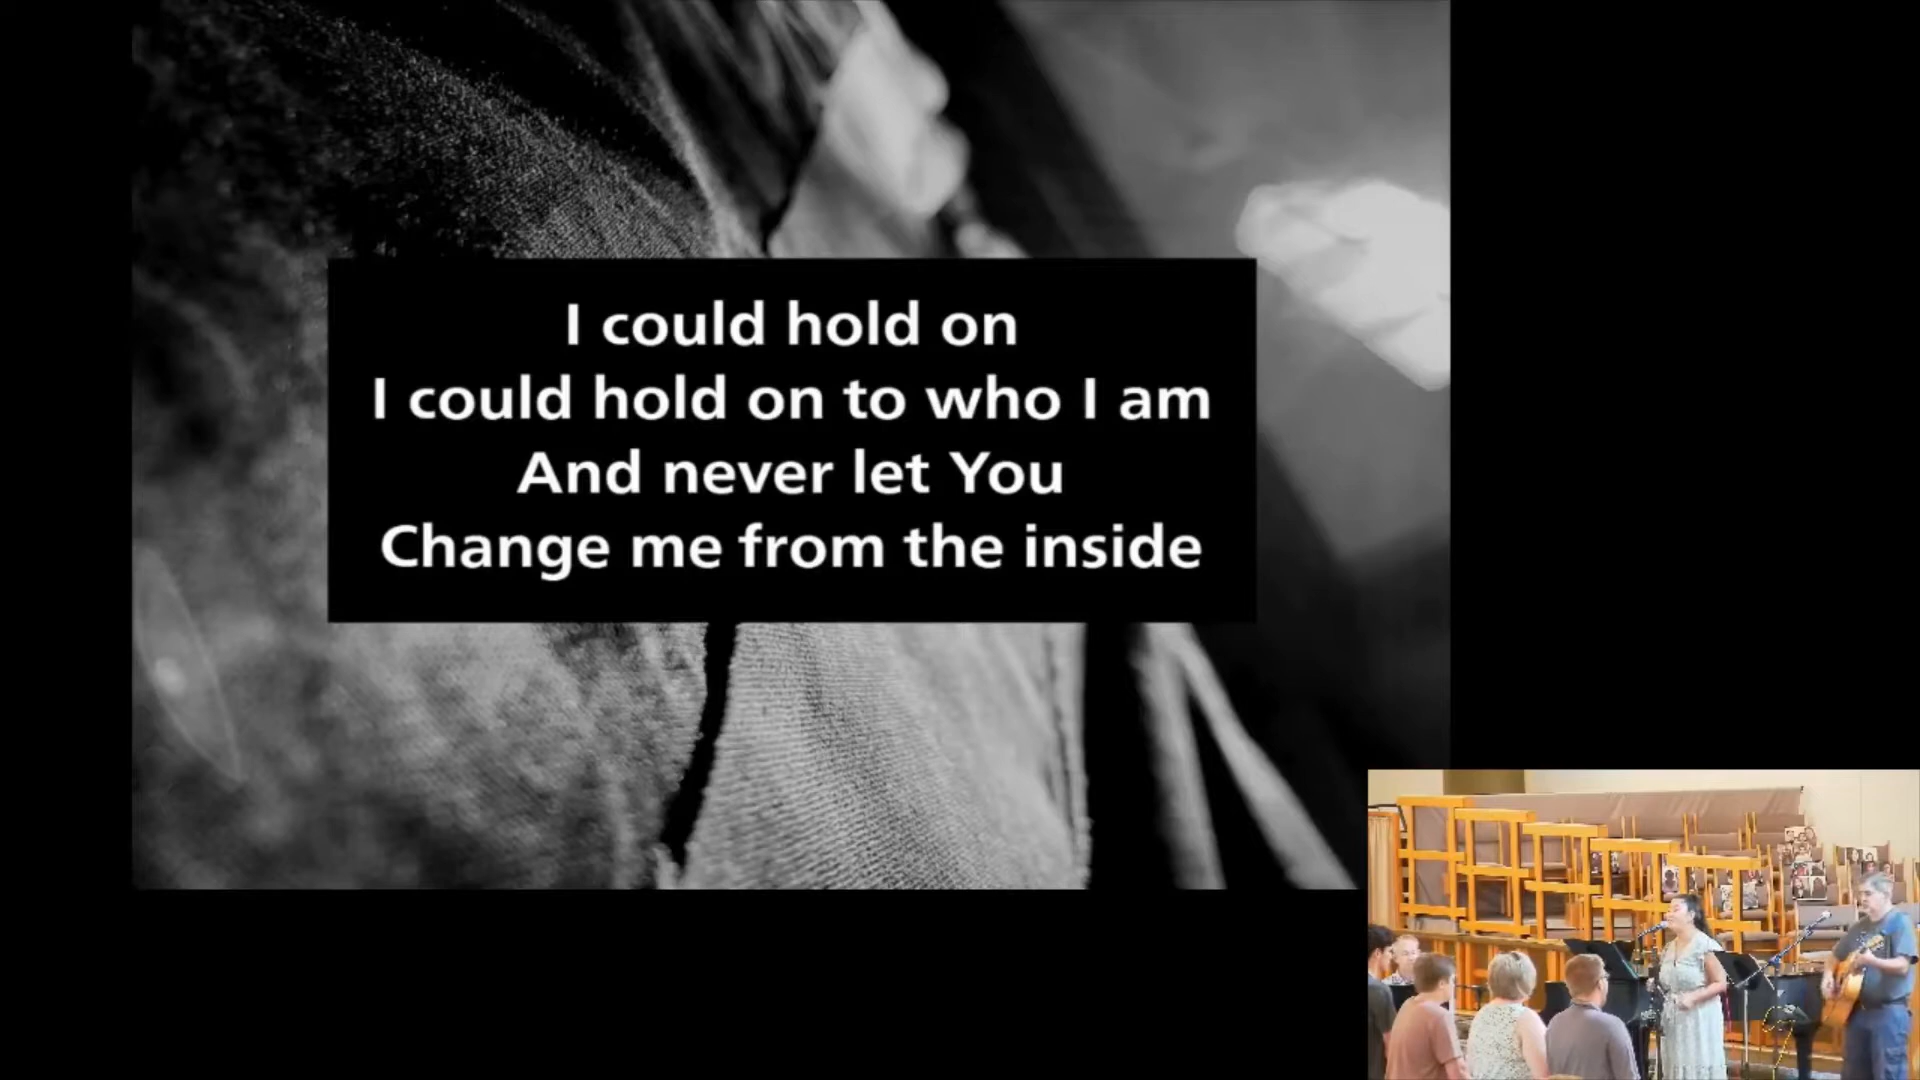 I could hold on
I could hold on to who I am
And never let You
Change me from the inside